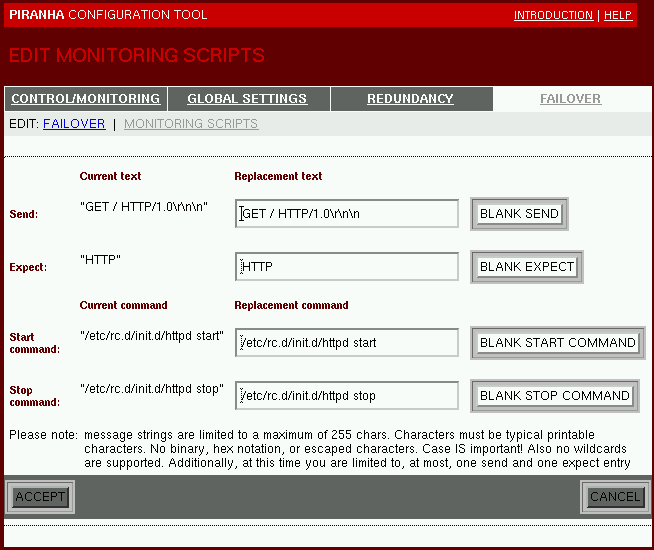 PIRANHA CONFIGURATION TOOL INTRODUCTION | HELP
EDIT MONITORING SCRIPTS
CONTROL/MONITORING GLOBAL SETTINGS REDUNDANCY FAILOVER
EDIT: FAILOVER | MONITORING SCRIPTS
Current text Replacement text
Send: "GET / HTTP/1.0\r\n\n" GET / HTTP/1.0\r\n\n BLANK SEND
Expect: "HTTP" HTTP BLANK EXPECT
Current command Replacement command
Start command: "/etc/rc.d/init.d/httpd start" /etc/rc.d/init.d/httpd start BLANK START COMMAND
Stop command: "/etc/rc.d/init.d/httpd stop" /etc/rc.d/init.d/httpd stop BLANK STOP COMMAND
Please note: message strings are limited to a maximum of 255 chars. Characters must be typical printable
characters. No binary, hex notation, or escaped characters. Case IS important! Also no wildcards
are supported. Additionally, at this time you are limited to, at most, one send and one expect entry
ACCEPT CANCEL